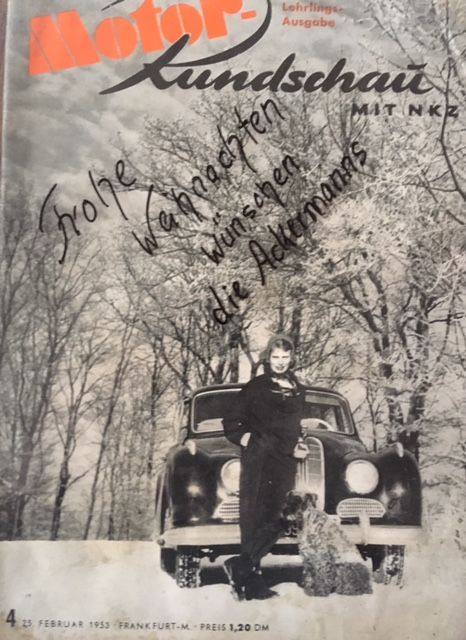 Motor-
Lehrlings-
Ausgabe
Rundschau
MIT NKZ
Frohe
Weihnachten
wünschen
die Ackermanns
4 25. FEBRUAR 1953 · FRANKFURT-M. · PREIS 1,20 DM